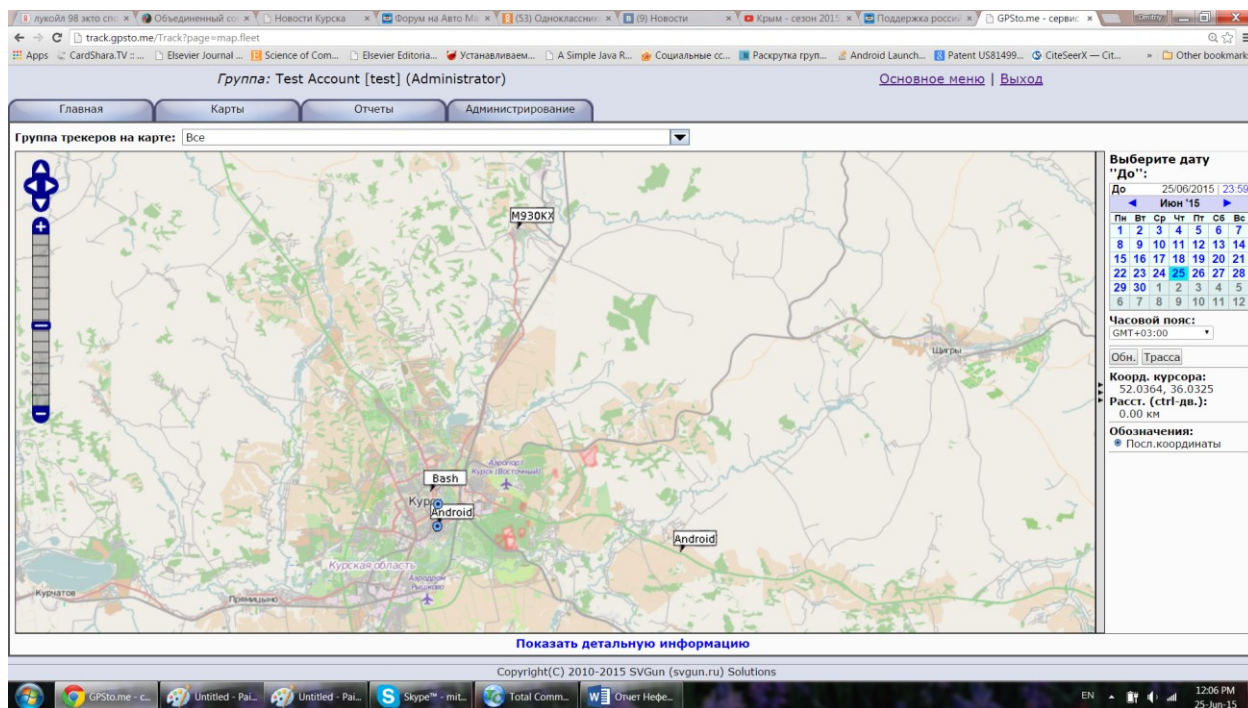 лукойл 98 экто спо
Объединенный со
Новости Курска
Форум на Авто Ma
(53) Одноклассник
(9) Новости
Крым - сезон 2015
Поддержка россий
GPSto.me - сервис
Dmitriy
track.gpsto.me/Track?page=map.fleet
Apps CardShara.TV :: ... Elsevier Journal ... Science of Com... Elsevier Editoria... Устанавливаем... A Simple Java R... Социальные сс... Раскрутка груп... Android Launch... Patent US81499... CiteSeerX — Cit... » Other bookmark
Группа: Test Account [test] (Administrator)
Основное меню | Выход
Главная Карты Отчеты Администрирование
Группа трекеров на карте: Все
M930KX
Щигры
Аэропорт
Курск (Восточный)
Bash
Курс
Android
Android
Курская область
Аэродром
Рышково
Курчатов
Прямицыно
Выберите дату
"До":
До 25/06/2015 | 23:59
Июн '15
Пн Вт Ср Чт Пт Сб Вс
1 2 3 4 5 6 7
8 9 10 11 12 13 14
15 16 17 18 19 20 21
22 23 24 25 26 27 28
29 30 1 2 3 4 5
6 7 8 9 10 11 12
Часовой пояс:
GMT+03:00
Обн. Трасса
Коорд. курсора:
52.0364, 36.0325
Расст. (ctrl-дв.):
0.00 км
Обозначения:
Посл.координаты
Показать детальную информацию
Copyright(C) 2010-2015 SVGun (svgun.ru) Solutions
GPSto.me - с... Untitled - Pai... Untitled - Pai... Skype™ - mit... Total Comm... Отчет Нефе... EN 12:06 PM
25-Jun-15